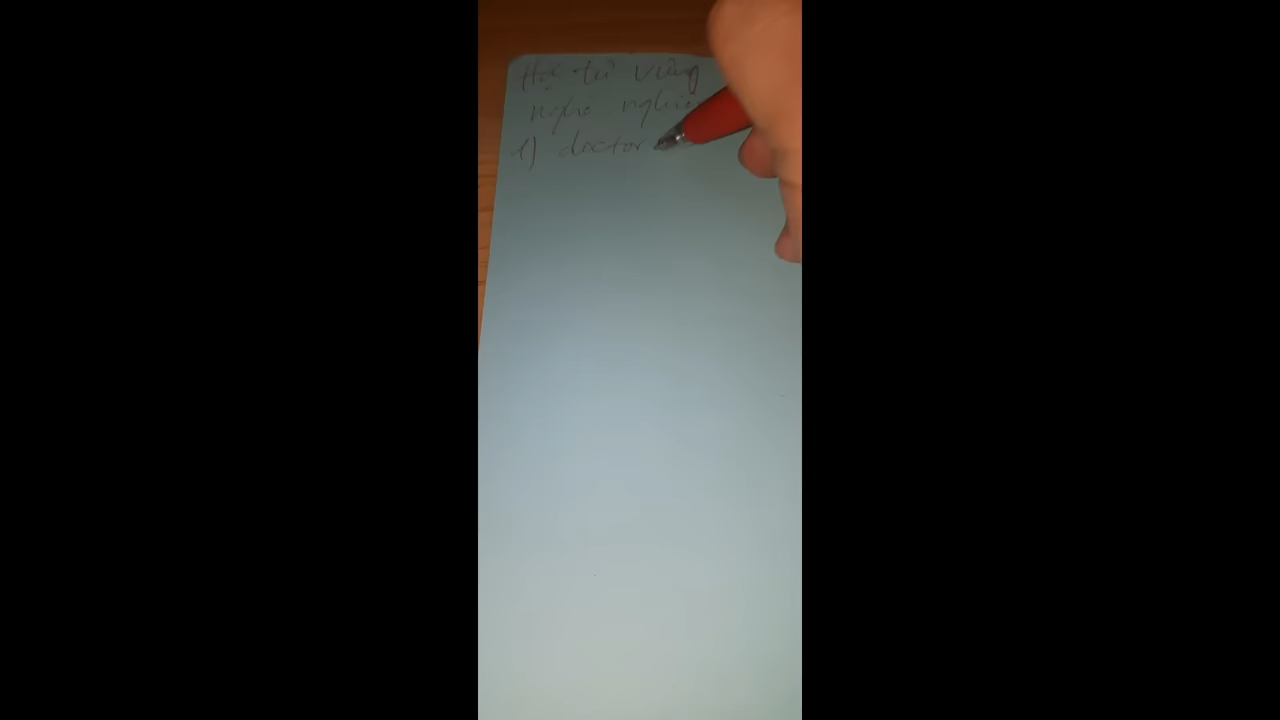 Học từ vựng
nghề
1) doctor